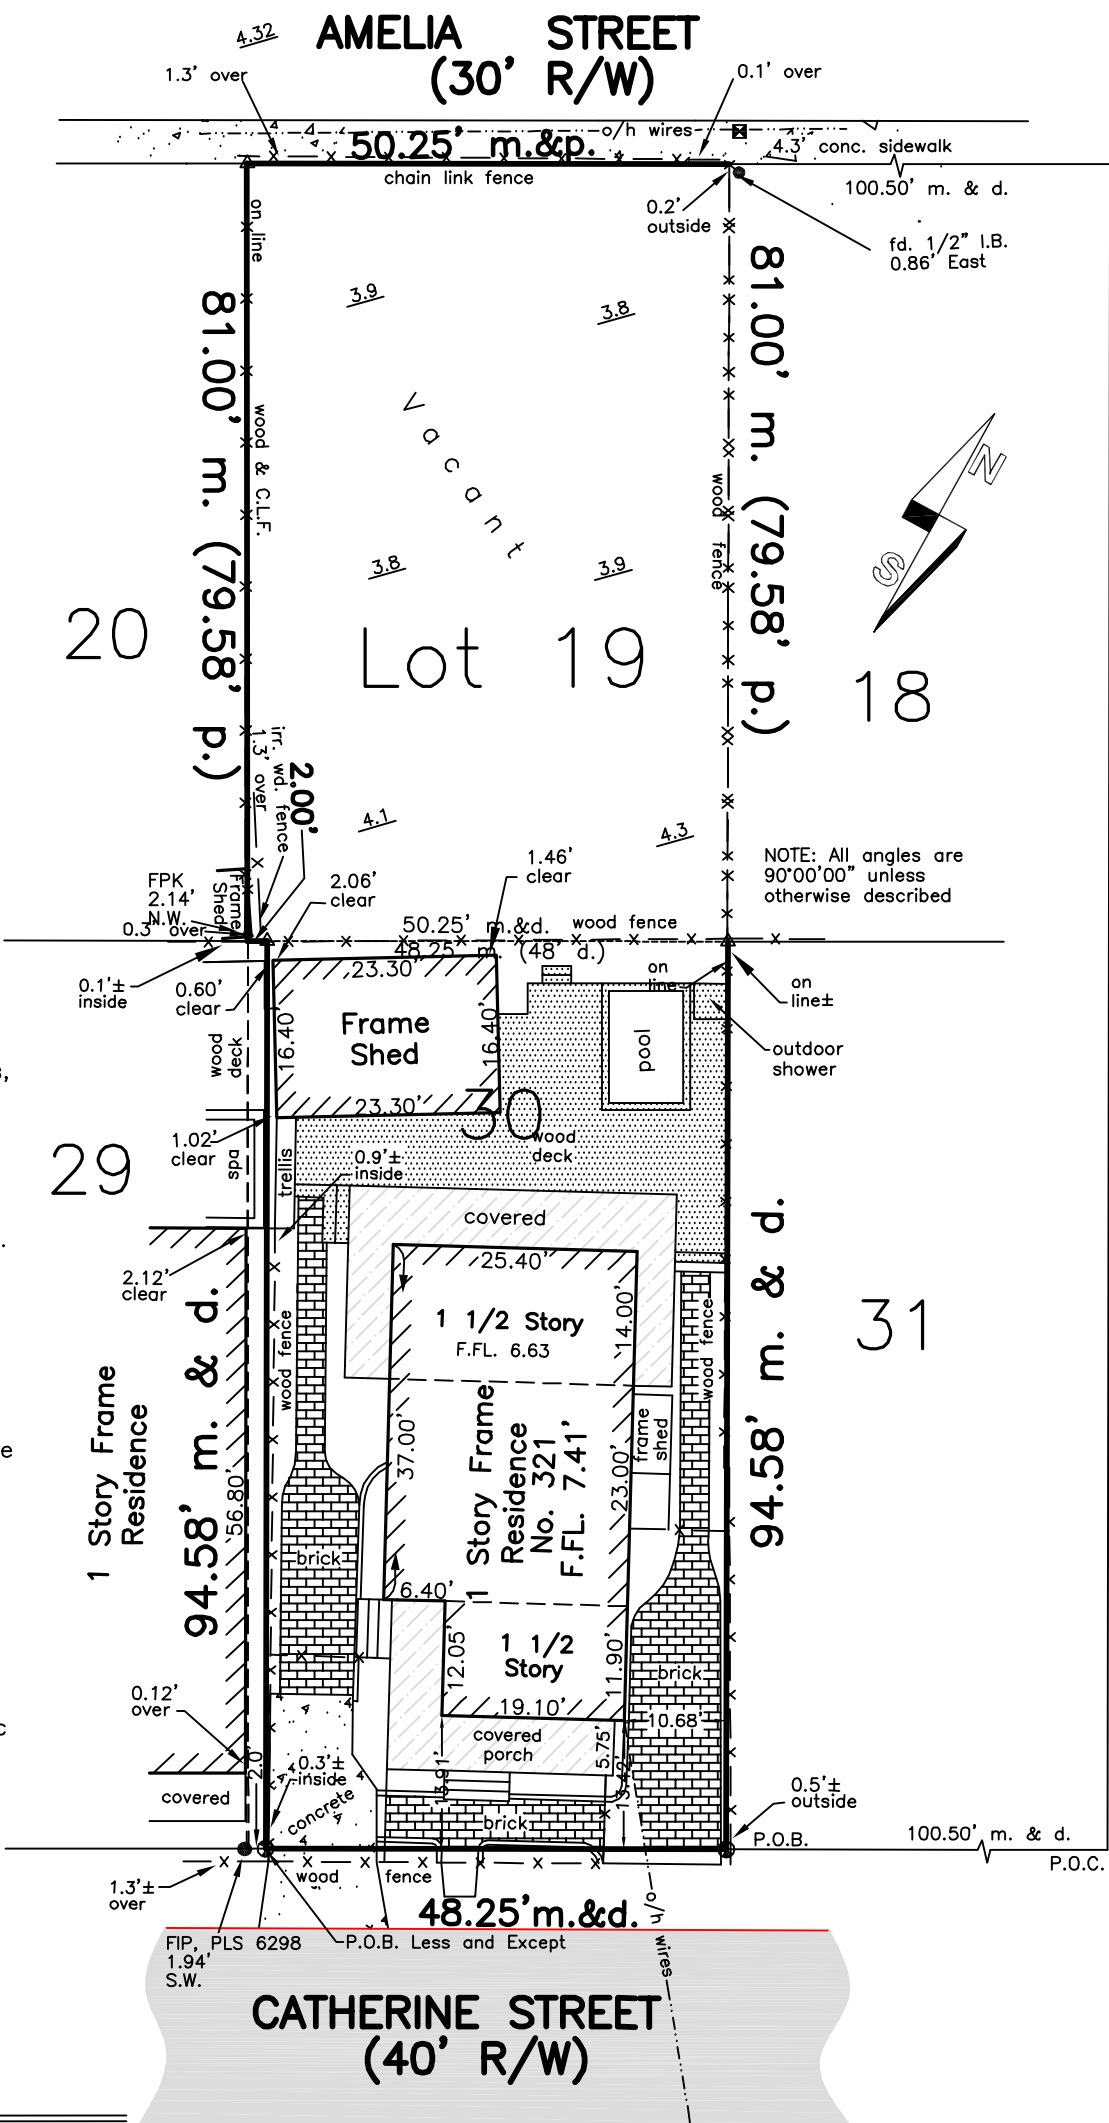 4.32
AMELIA STREET
(30' R/W)
1.3' over
0.1' over
o/h wires
50.25' m.&p.
4.3' conc. sidewalk
chain link fence
100.50' m. & d.
on line
0.2'
outside
fd. 1/2" I.B.
0.86' East
81.00' m. (79.58' p.)
81.00' m. (79.58' p.)
3.9
3.8
Vacant
wood & C.L.F.
wood fence
N
S
3.8
3.9
20
Lot 19
18
irr. wd. fence
1.3' over
2.00'
4.1
4.3
NOTE: All angles are
90°00'00" unless
otherwise described
FPK
2.14'
N.W.
Frame
Shed
2.06'
clear
1.46'
clear
0.3' over
50.25' m.&d.
wood fence
48.25' m. (48' d.)
0.1'±
inside
0.60'
clear
23.30'
on
line
on
line±
16.40'
Frame
Shed
16.40'
pool
outdoor
shower
wood
deck
23.30'
30
wood
deck
29
1.02'
clear
spa
trellis
0.9'±
inside
covered
2.12'
clear
25.40'
94.58' m. & d.
94.58' m. & d.
1 1/2 Story
F.FL. 6.63
14.00'
wood fence
wood fence
31
1 Story Frame
Residence
56.80'
37.00'
1 Story Frame
Residence
No. 321
F.FL. 7.41'
23.00'
frame
shed
brick
6.40'
12.05'
1 1/2
Story
11.90'
brick
0.12'
over
19.10'
10.68'
covered
porch
5.75'
13.91'
13.42'
2.0'
0.3'±
inside
covered
concrete
brick
0.5'±
outside
P.O.B.
100.50' m. & d.
P.O.C.
1.3'±
over
wood fence
48.25'm.&d.
o/h wires
FIP, PLS 6298
1.94'
S.W.
P.O.B. Less and Except
CATHERINE STREET
(40' R/W)